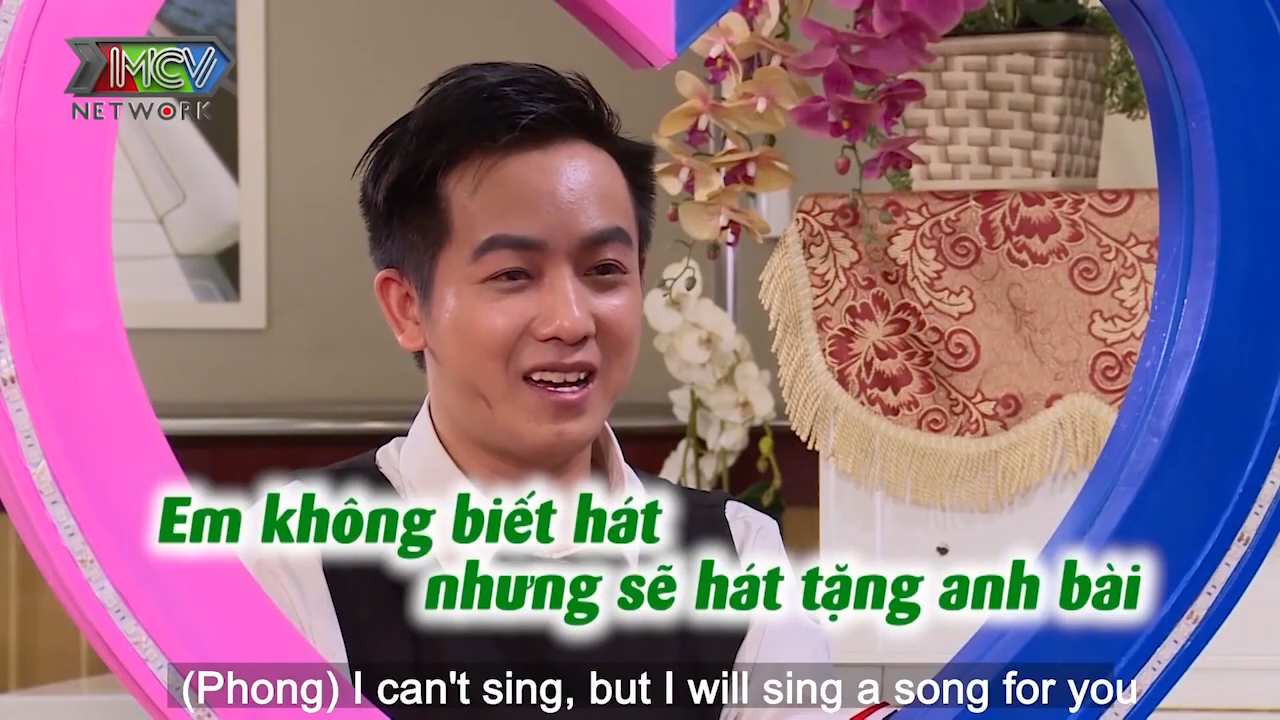 MCV
NETWORK
Em không biết hát
nhưng sẽ hát tặng anh bài
(Phong) I can't sing, but I will sing a song for you